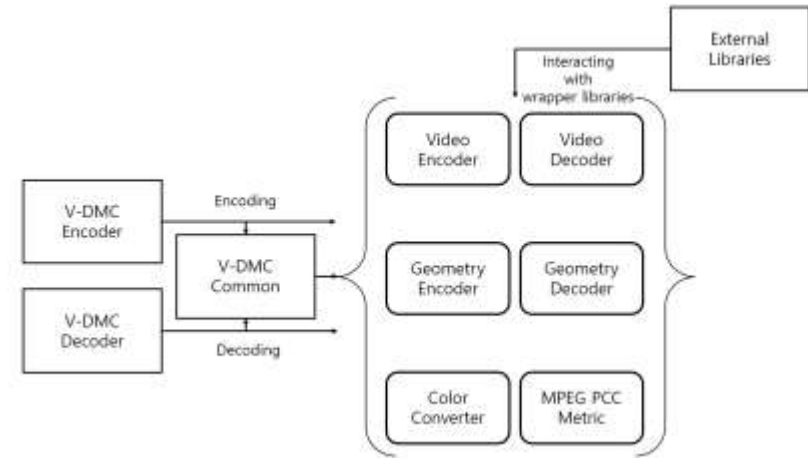 External
Libraries
Interacting
with
wrapper libraries
Video
Encoder
Video
Decoder
V-DMC
Encoder
Encoding
V-DMC
Common
Geometry
Encoder
Geometry
Decoder
V-DMC
Decoder
Decoding
Color
Converter
MPEG PCC
Metric